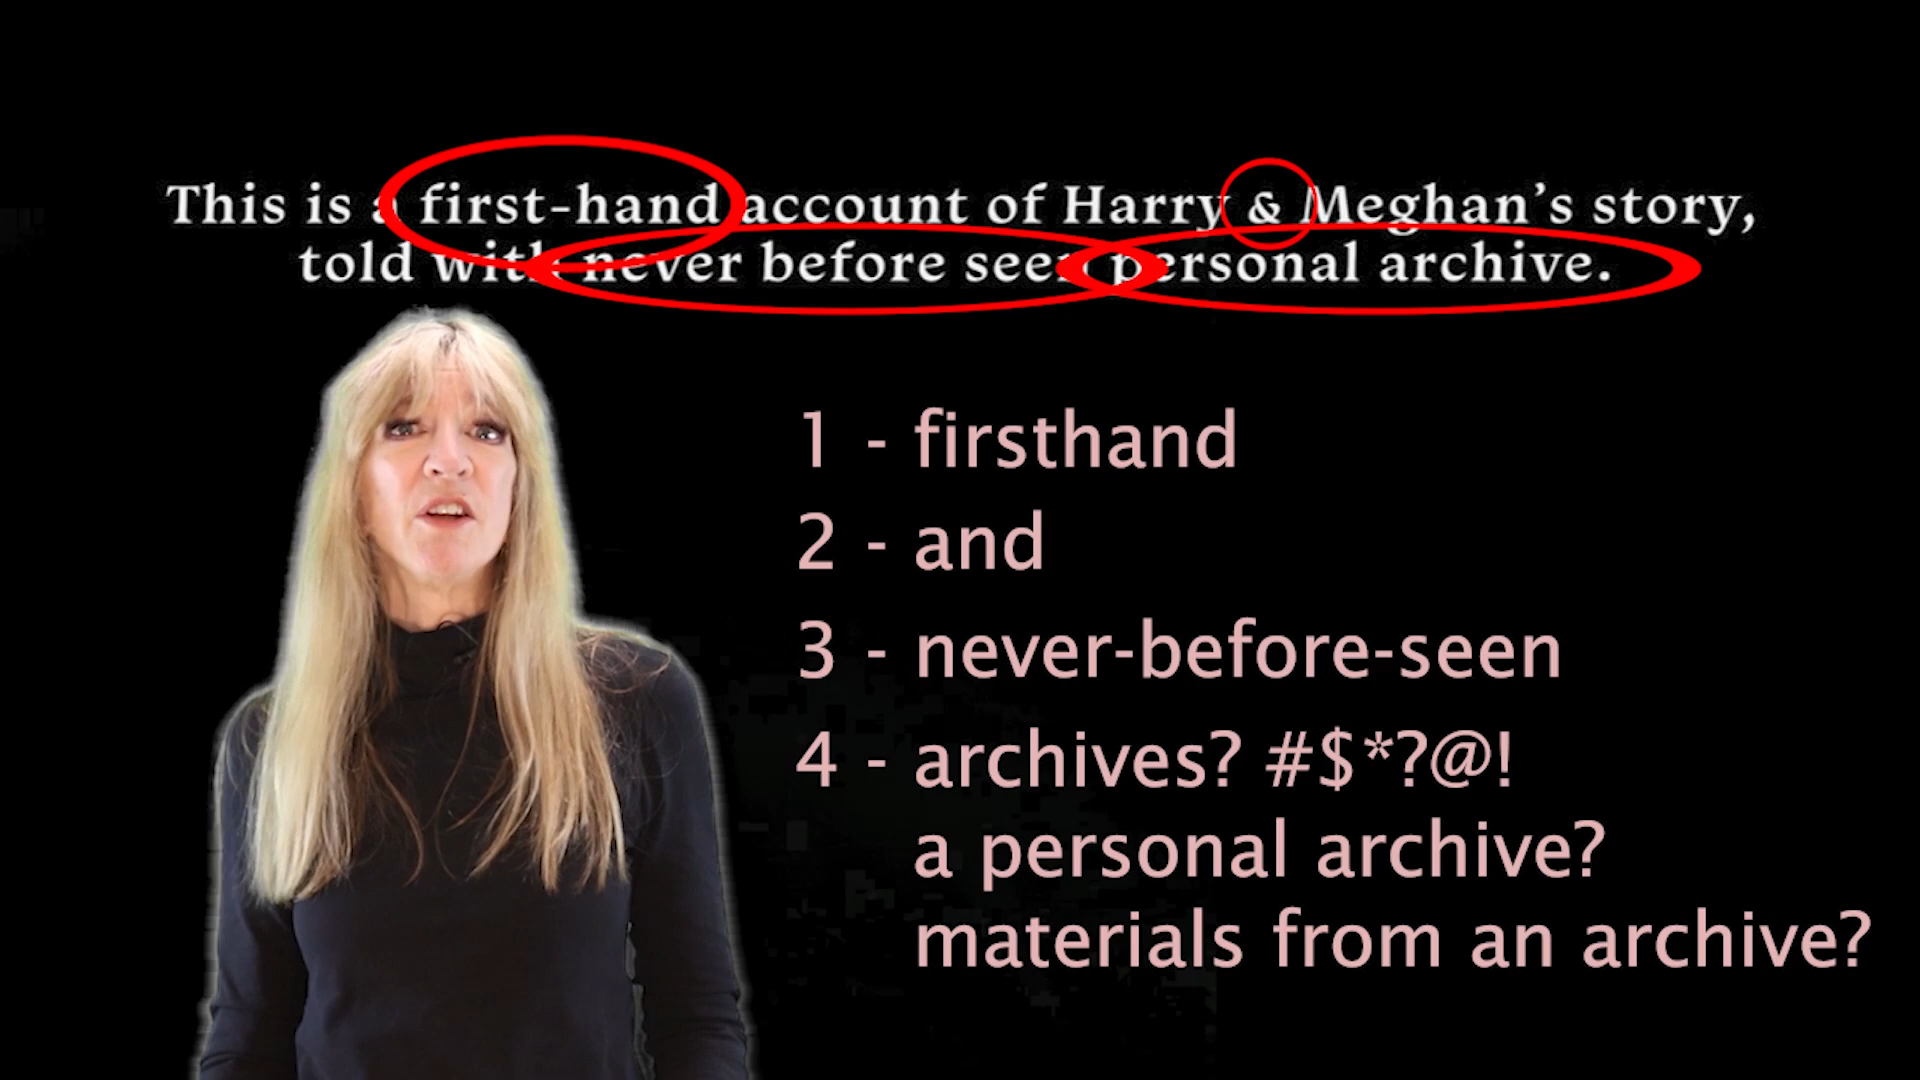 This is a first-hand account of Harry & Meghan's story,
told with never before seen personal archive.
1 - firsthand
2 - and
3 - never-before-seen
4 - archives? #$*?@!
a personal archive?
materials from an archive?